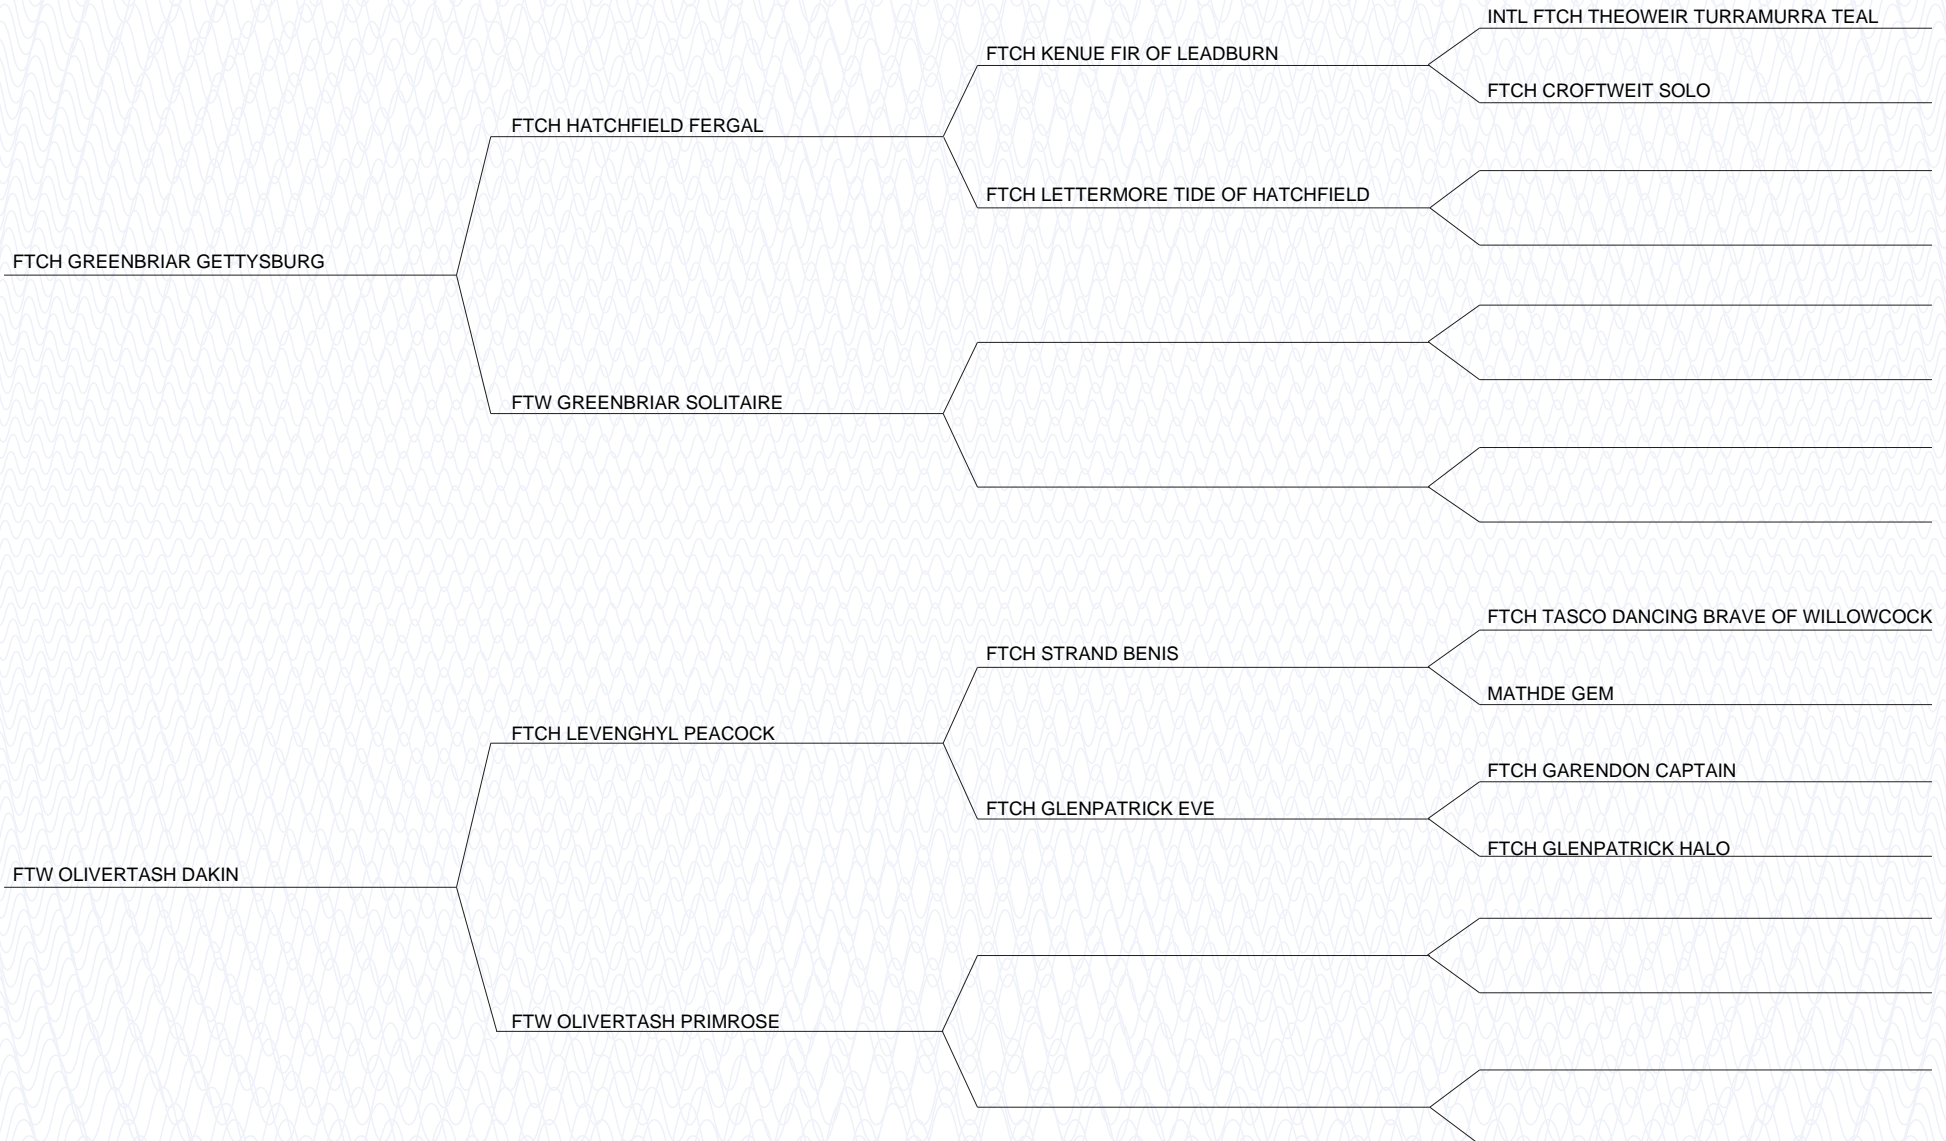 INTL FTCH THEOWEIR TURRAMURRA TEAL
FTCH KENUE FIR OF LEADBURN
FTCH CROFTWEIT SOLO
FTCH HATCHFIELD FERGAL
FTCH LETTERMORE TIDE OF HATCHFIELD
FTCH GREENBRIAR GETTYSBURG
FTW GREENBRIAR SOLITAIRE
FTCH TASCO DANCING BRAVE OF WILLOWCOCK
FTCH STRAND BENIS
MATHDE GEM
FTCH LEVENGHYL PEACOCK
FTCH GARENDON CAPTAIN
FTCH GLENPATRICK EVE
FTCH GLENPATRICK HALO
FTW OLIVERTASH DAKIN
FTW OLIVERTASH PRIMROSE